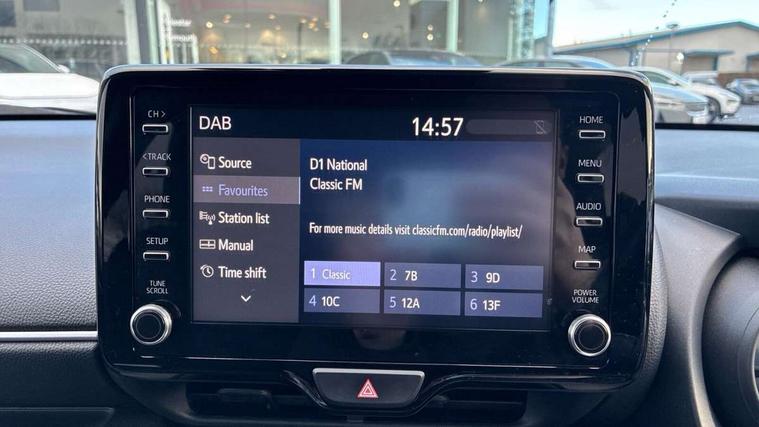 DAB
14:57
CH >
< TRACK
PHONE
SETUP
TUNE
SCROLL
Source
Favourites
Station list
Manual
Time shift
D1 National
Classic FM
For more music details visit classicfm.com/radio/playlist/
1 Classic
2 7B
3 9D
4 10C
5 12A
6 13F
HOME
MENU
AUDIO
MAP
POWER
VOLUME